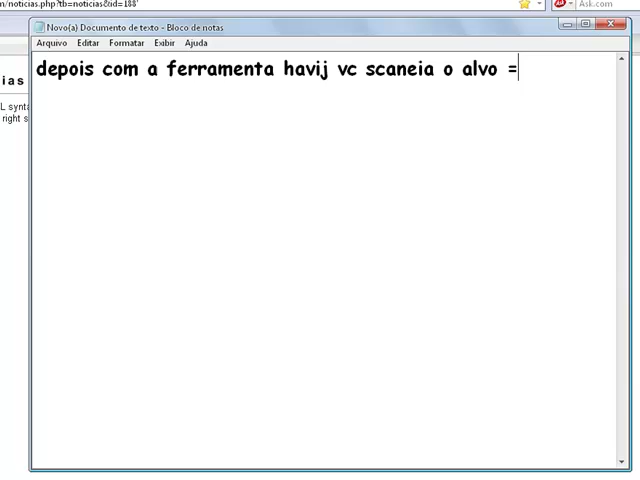 m/noticias.php?tb=noticias&id=188'
Ask.com
Novo(a) Documento de texto - Bloco de notas
Arquivo Editar Formatar Exibir Ajuda
depois com a ferramenta havij vc scaneia o alvo =
ias
L synta
right s